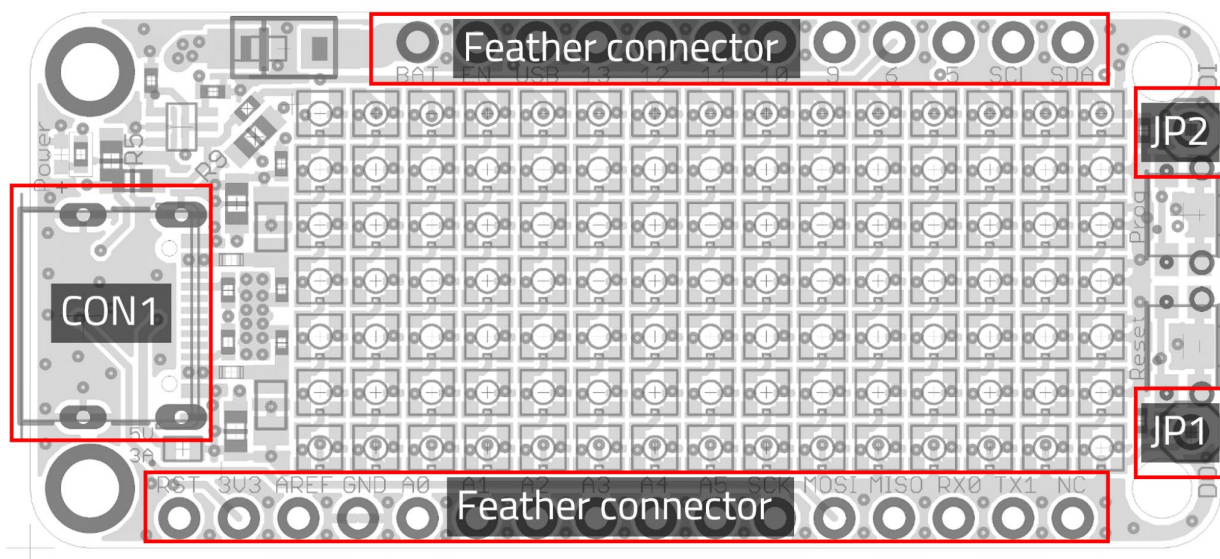 Feather connector
BAT EN USB 13 12 11 10 9 6 5 SCL SDA
Power
R5
R9
JP2
Prog
CON1
Reset
JP1
5V
3A
RST 3V3 AREF GND A0 A1 A2 A3 A4 A5 SCK MOSI MISO RX0 TX1 NC
Feather connector